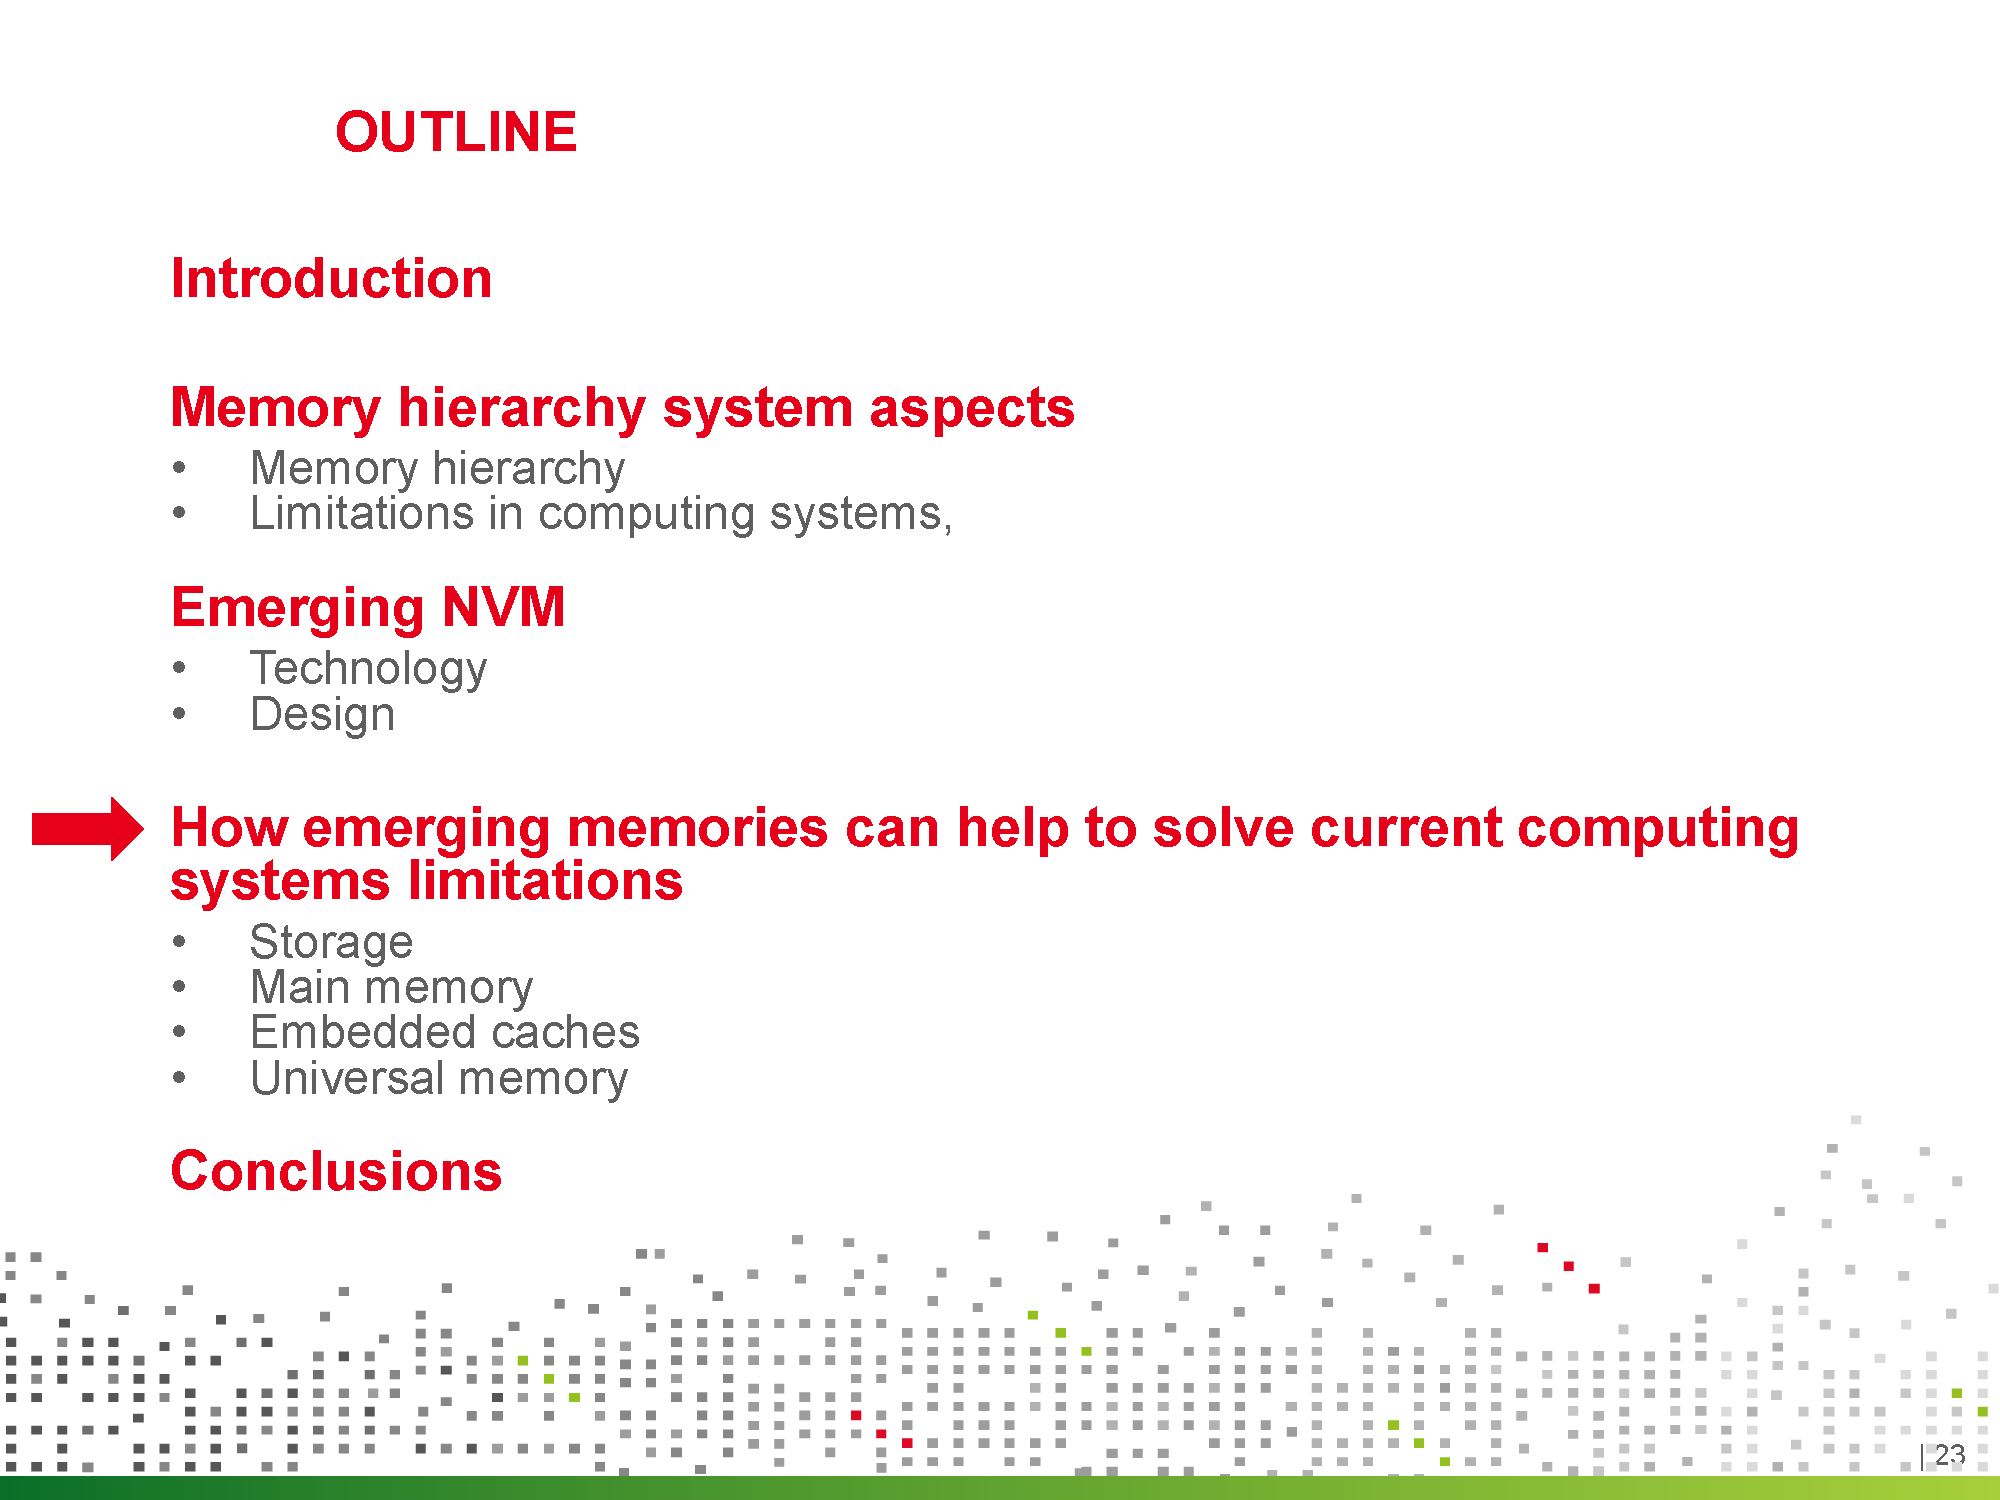 OUTLINE
Introduction
Memory hierarchy system aspects
• Memory hierarchy
• Limitations in computing systems,
Emerging NVM
• Technology
• Design
How emerging memories can help to solve current computing
systems limitations
• Storage
• Main memory
• Embedded caches
• Universal memory
Conclusions
| 23